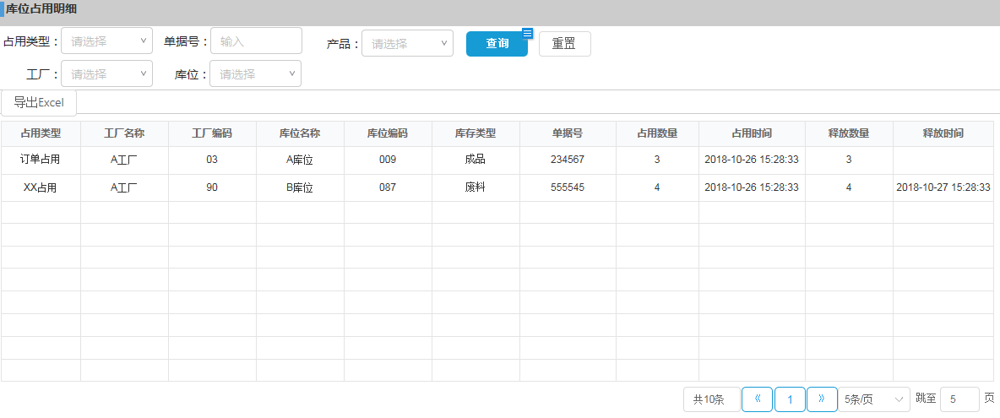 库位占用明细
占用类型： 请选择 单据号： 输入 产品： 请选择 查询 重置
工厂： 请选择 库位： 请选择
导出Excel
占用类型 工厂名称 工厂编码 库位名称 库位编码 库存类型 单据号 占用数量 占用时间 释放数量 释放时间
订单占用 A工厂 03 A库位 009 成品 234567 3 2018-10-26 15:28:33 3
XX占用 A工厂 90 B库位 087 废料 555545 4 2018-10-26 15:28:33 4 2018-10-27 15:28:33
共10条 《 1 》 5条/页 跳至 5 页